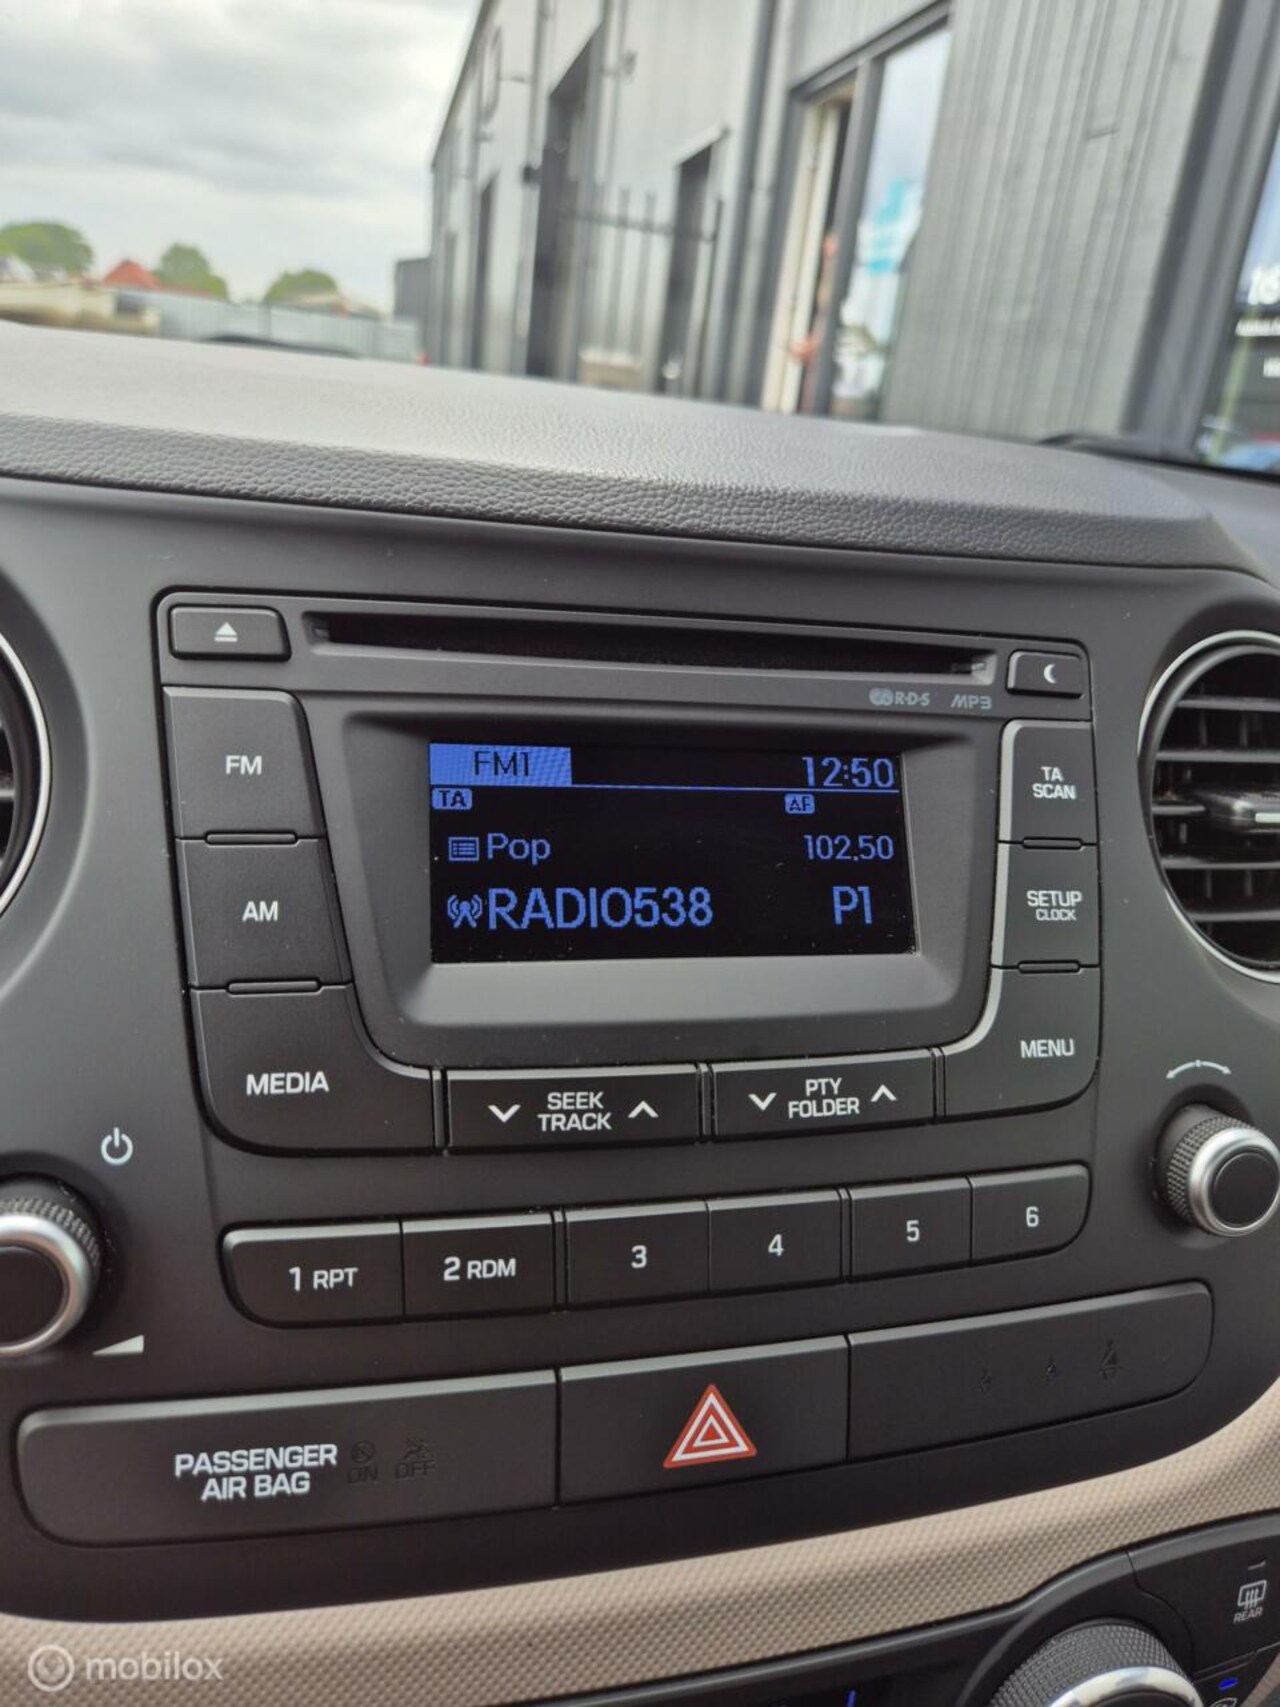 R·D·S MP3
FM
FM1 12:50
TA AF
Pop 102.50
RADIO538 P1
TA
SCAN
AM
SETUP
CLOCK
MEDIA
SEEK
TRACK
PTY
FOLDER
MENU
1 RPT
2 RDM
3
4
5
6
PASSENGER
AIR BAG
ON OFF
REAR
mobilox